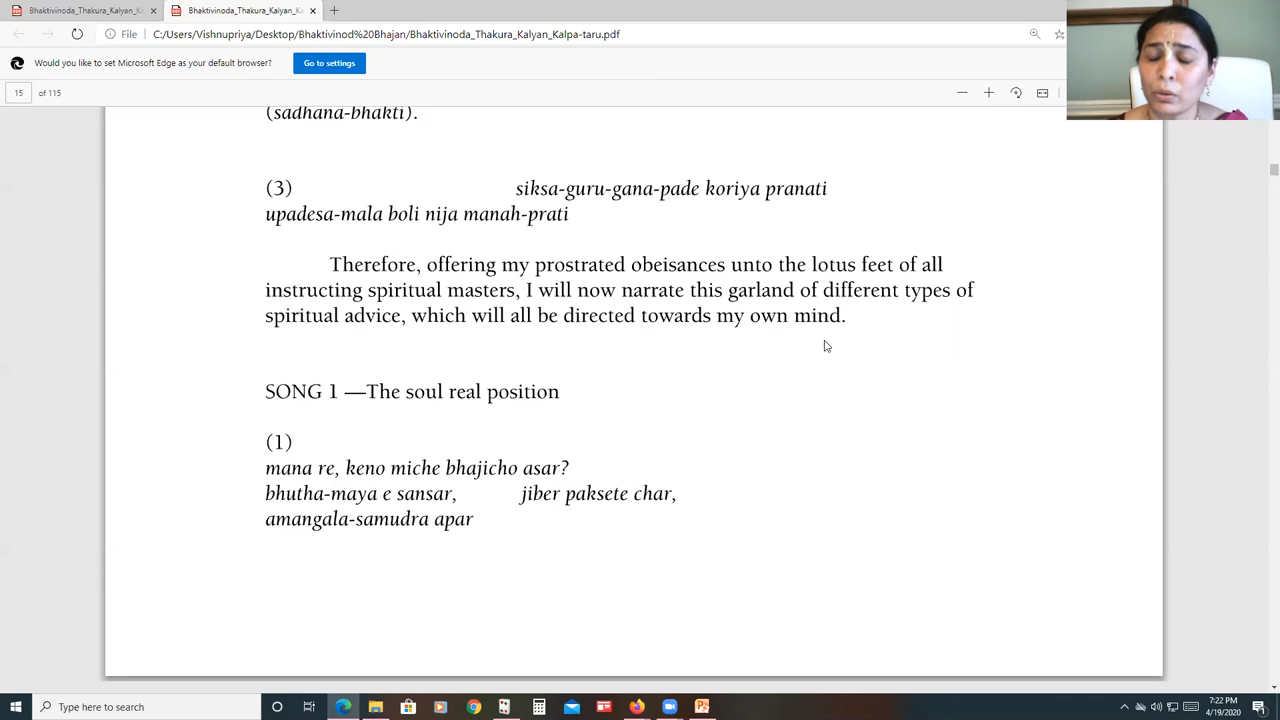 Bhaktivinoda_Thakura_Kalyan_Ka
Bhaktivinoda_Thakura_Kalyan_Ka
File C:/Users/Vishnupriya/Desktop/Bhaktivinod%20Bhajan/Bhaktivinoda_Thakura_Kalyan_Kalpa-taru.pdf
Would you like to set Microsoft Edge as your default browser? Go to settings
15 of 115
(sadhana-bhakti).
(3) siksa-guru-gana-pade koriya pranati
upadesa-mala boli nija manah-prati
Therefore, offering my prostrated obeisances unto the lotus feet of all
instructing spiritual masters, I will now narrate this garland of different types of
spiritual advice, which will all be directed towards my own mind.
SONG 1 —The soul real position
(1)
mana re, keno miche bhajicho asar?
bhutha-maya e sansar, jiber paksete char,
amangala-samudra apar
Type here to search
7:22 PM
4/19/2020